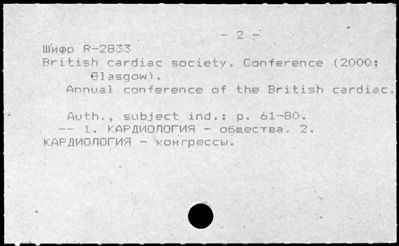 - 2 -
Шифр R-2833
British cardiac society. Conference (2000;
Glasgow).
Annual conference of the British cardiac.
Auth., subject ind.: p. 61-80.
-- 1. КАРДИОЛОГИЯ - общества. 2.
КАРДИОЛОГИЯ - конгрессы.